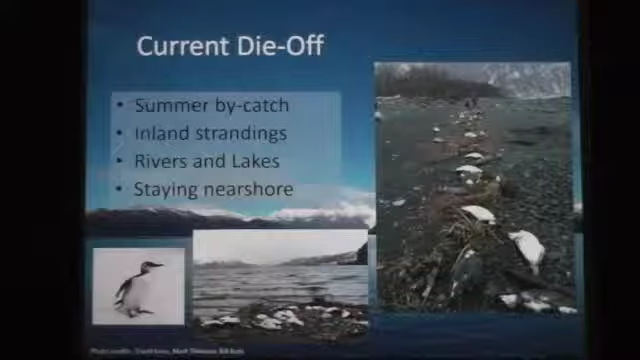 Current Die-Off
• Summer by-catch
• Inland strandings
• Rivers and Lakes
• Staying nearshore